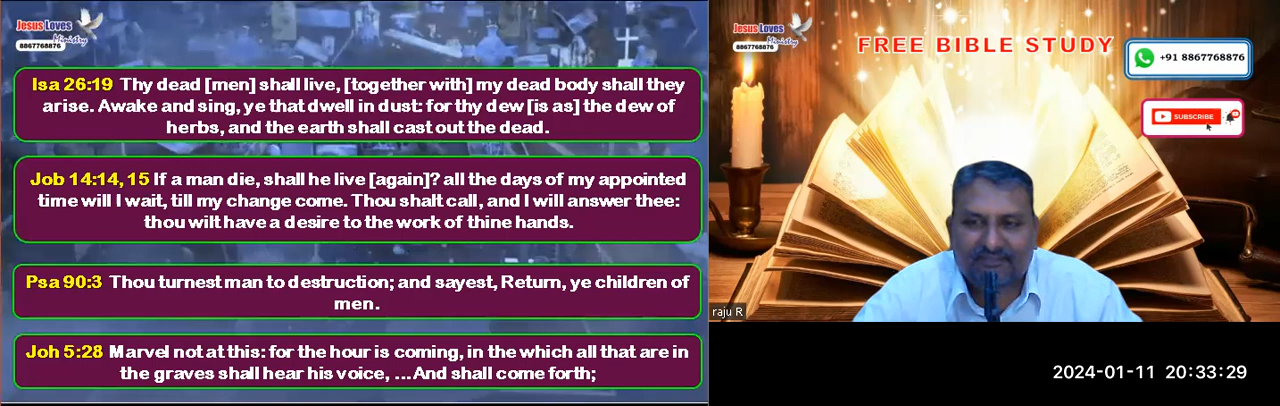 Jesus Loves
Ministry
8867768876
Isa 26:19 Thy dead [men] shall live, [together with] my dead body shall they
arise. Awake and sing, ye that dwell in dust: for thy dew [is as] the dew of
herbs, and the earth shall cast out the dead.
Job 14:14, 15 If a man die, shall he live [again]? all the days of my appointed
time will I wait, till my change come. Thou shalt call, and I will answer thee:
thou wilt have a desire to the work of thine hands.
Psa 90:3 Thou turnest man to destruction; and sayest, Return, ye children of
men.
Joh 5:28 Marvel not at this: for the hour is coming, in the which all that are in
the graves shall hear his voice, ...And shall come forth;
Jesus Loves
Ministry
8867768876
FREE BIBLE STUDY
+91 8867768876
SUBSCRIBE
raju R
2024-01-11 20:33:29